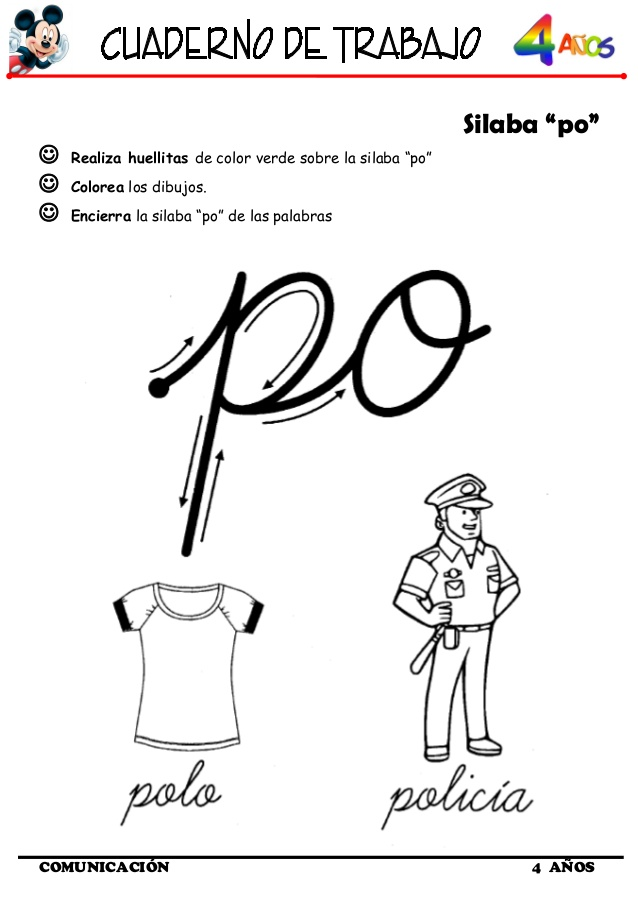 CUADERNO DE TRABAJO 4 AÑOS
Silaba “po”
Realiza huellitas de color verde sobre la silaba “po”
Colorea los dibujos.
Encierra la silaba “po” de las palabras
po
polo policía
COMUNICACIÓN 4 AÑOS